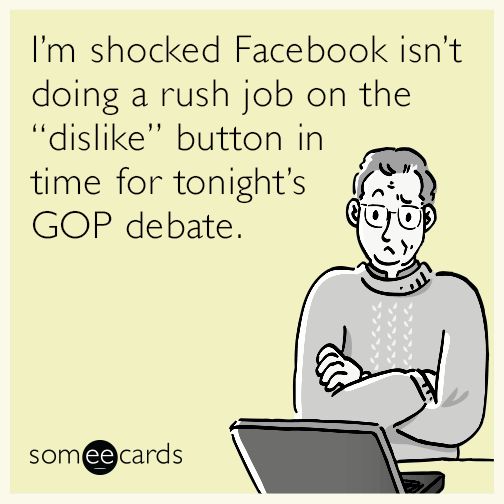 I’m shocked Facebook isn’t
doing a rush job on the
“dislike” button in
time for tonight’s
GOP debate.
someecards